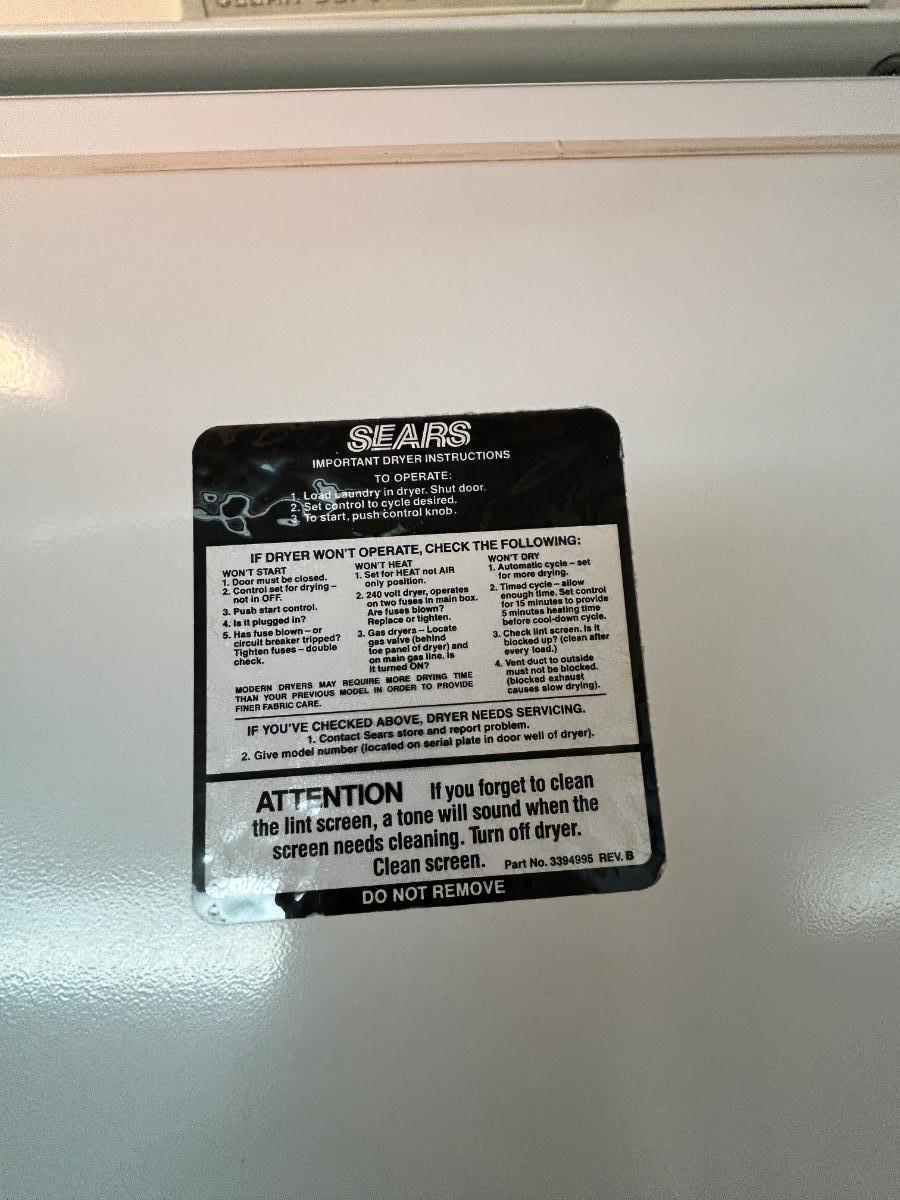 SEARS
IMPORTANT DRYER INSTRUCTIONS
TO OPERATE:
1. Load Laundry in dryer. Shut door.
2. Set control to cycle desired.
3. To start, push control knob.
IF DRYER WON'T OPERATE, CHECK THE FOLLOWING:
WON'T START
1. Door must be closed.
2. Control set for drying –
not in OFF.
3. Push start control.
4. Is it plugged in?
5. Has fuse blown – or
circuit breaker tripped?
Tighten fuses – double
check.
WON'T HEAT
1. Set for HEAT not AIR
only position.
2. 240 volt dryer, operates
on two fuses in main box.
Are fuses blown?
Replace or tighten.
3. Gas dryers – Locate
gas valve (behind
toe panel of dryer) and
on main gas line. Is
it turned ON?
WON'T DRY
1. Automatic cycle – set
for more drying.
2. Timed cycle – allow
enough time. Set control
for 15 minutes to provide
5 minutes heating time
before cool-down cycle.
3. Check lint screen. Is it
blocked up? (clean after
every load.)
4. Vent duct to outside
must not be blocked.
(blocked exhaust
causes slow drying).
MODERN DRYERS MAY REQUIRE MORE DRYING TIME
THAN YOUR PREVIOUS MODEL IN ORDER TO PROVIDE
FINER FABRIC CARE.
IF YOU'VE CHECKED ABOVE, DRYER NEEDS SERVICING.
1. Contact Sears store and report problem.
2. Give model number (located on serial plate in door well of dryer).
ATTENTION If you forget to clean
the lint screen, a tone will sound when the
screen needs cleaning. Turn off dryer.
Clean screen. Part No. 3394995 REV. B
DO NOT REMOVE